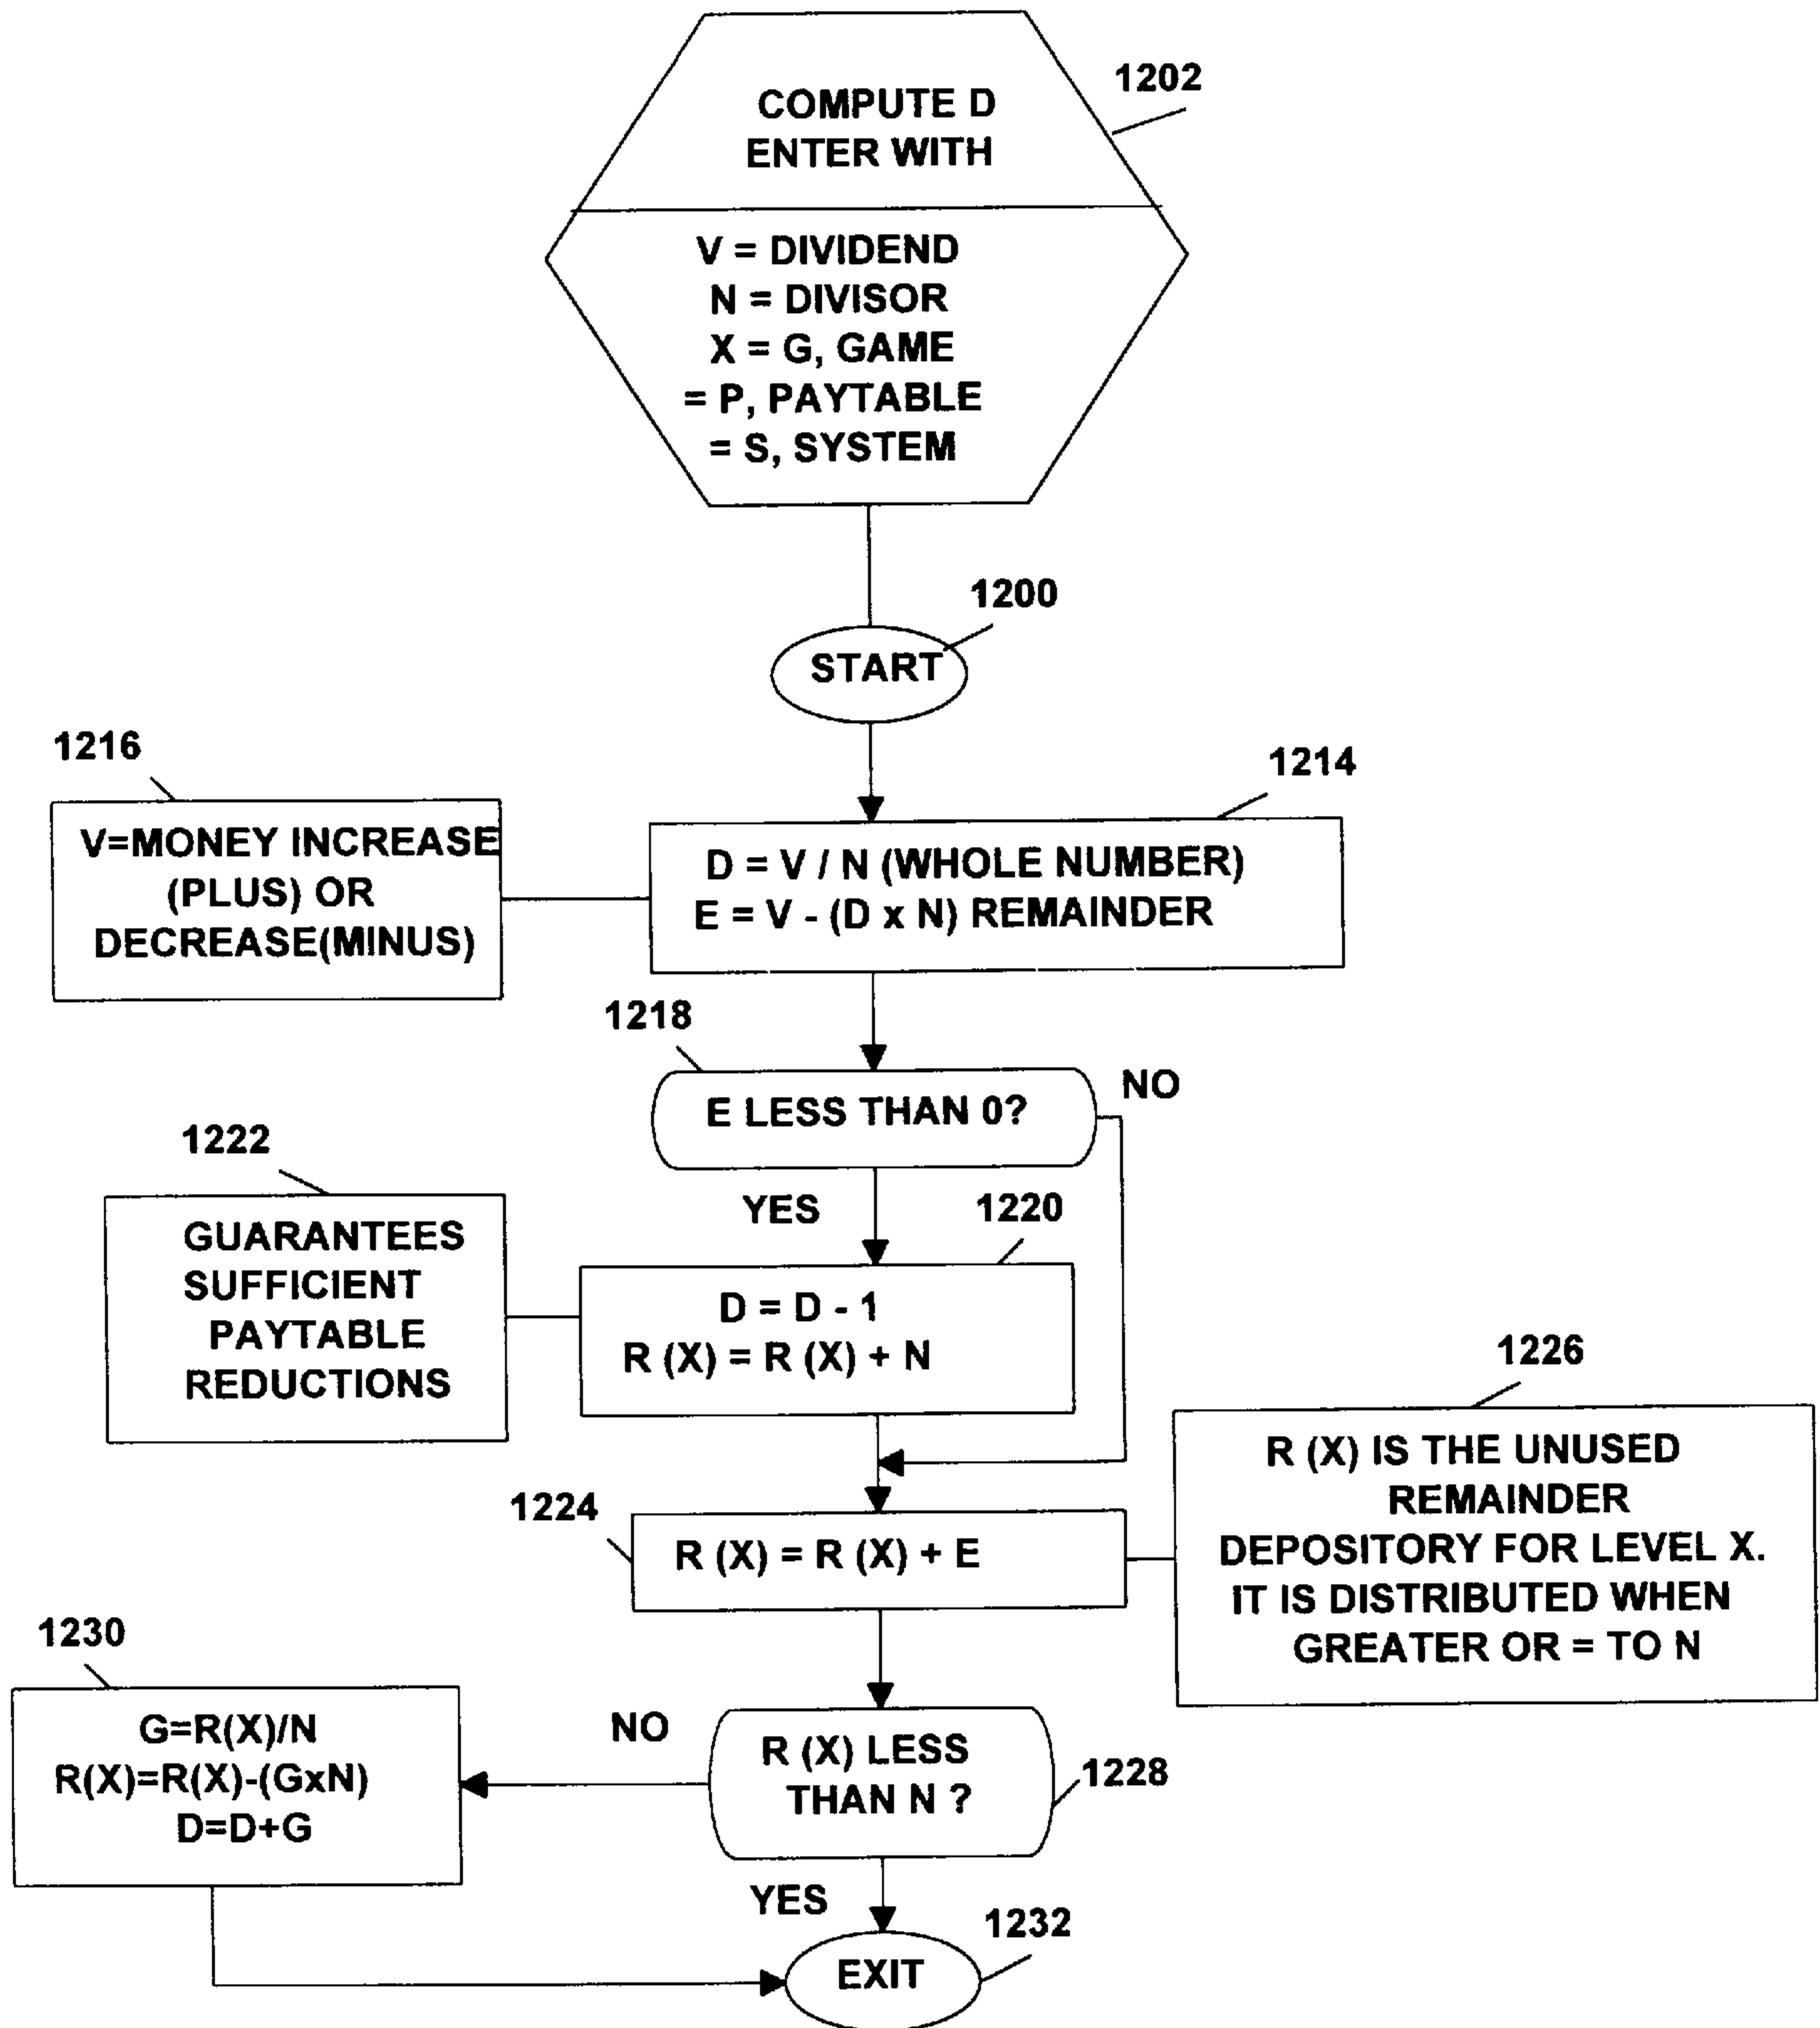 COMPUTE D
ENTER WITH
1202
V = DIVIDEND
N = DIVISOR
X = G, GAME
= P, PAYTABLE
= S, SYSTEM
1200
START
1216
V=MONEY INCREASE
(PLUS) OR
DECREASE(MINUS)
1214
D = V / N (WHOLE NUMBER)
E = V - (D x N) REMAINDER
1218
E LESS THAN 0?
NO
YES
1222
GUARANTEES
SUFFICIENT
PAYTABLE
REDUCTIONS
1220
D = D - 1
R (X) = R (X) + N
1226
R (X) IS THE UNUSED
REMAINDER
DEPOSITORY FOR LEVEL X.
IT IS DISTRIBUTED WHEN
GREATER OR = TO N
1224
R (X) = R (X) + E
1230
G=R(X)/N
R(X)=R(X)-(GxN)
D=D+G
NO
R (X) LESS
THAN N ?
1228
YES
1232
EXIT